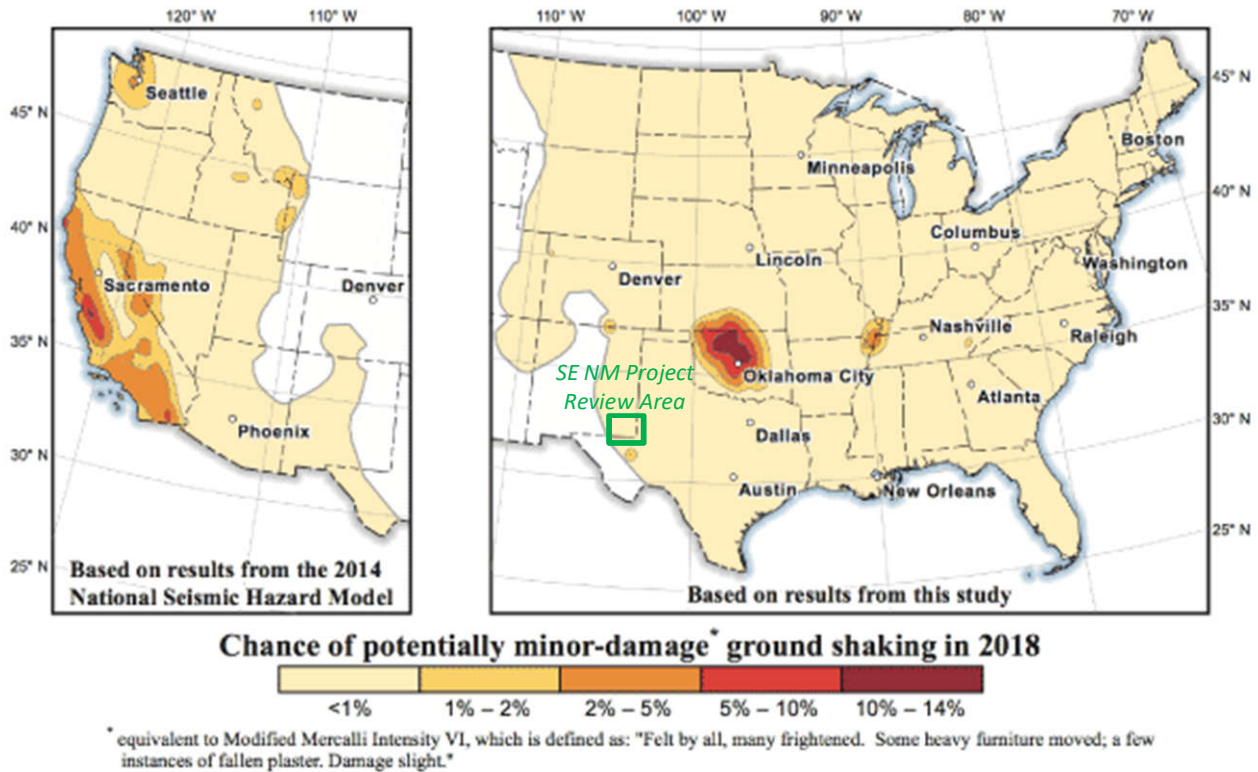 120° W
110° W
110° W
100° W
90° W
80° W
70° W
45° N
40° N
35° N
30° N
25° N
Seattle
Sacramento
Denver
Phoenix
Based on results from the 2014
National Seismic Hazard Model
Boston
Minneapolis
Columbus
Lincoln
Washington
Denver
Nashville
Raleigh
SE NM Project
Review Area
Oklahoma City
Atlanta
Dallas
Austin
New Orleans
Based on results from this study
45° N
40° N
35° N
30° N
25° N
Chance of potentially minor-damage* ground shaking in 2018
<1%
1% – 2%
2% – 5%
5% – 10%
10% – 14%
* equivalent to Modified Mercalli Intensity VI, which is defined as: "Felt by all, many frightened. Some heavy furniture moved; a few
instances of fallen plaster. Damage slight."